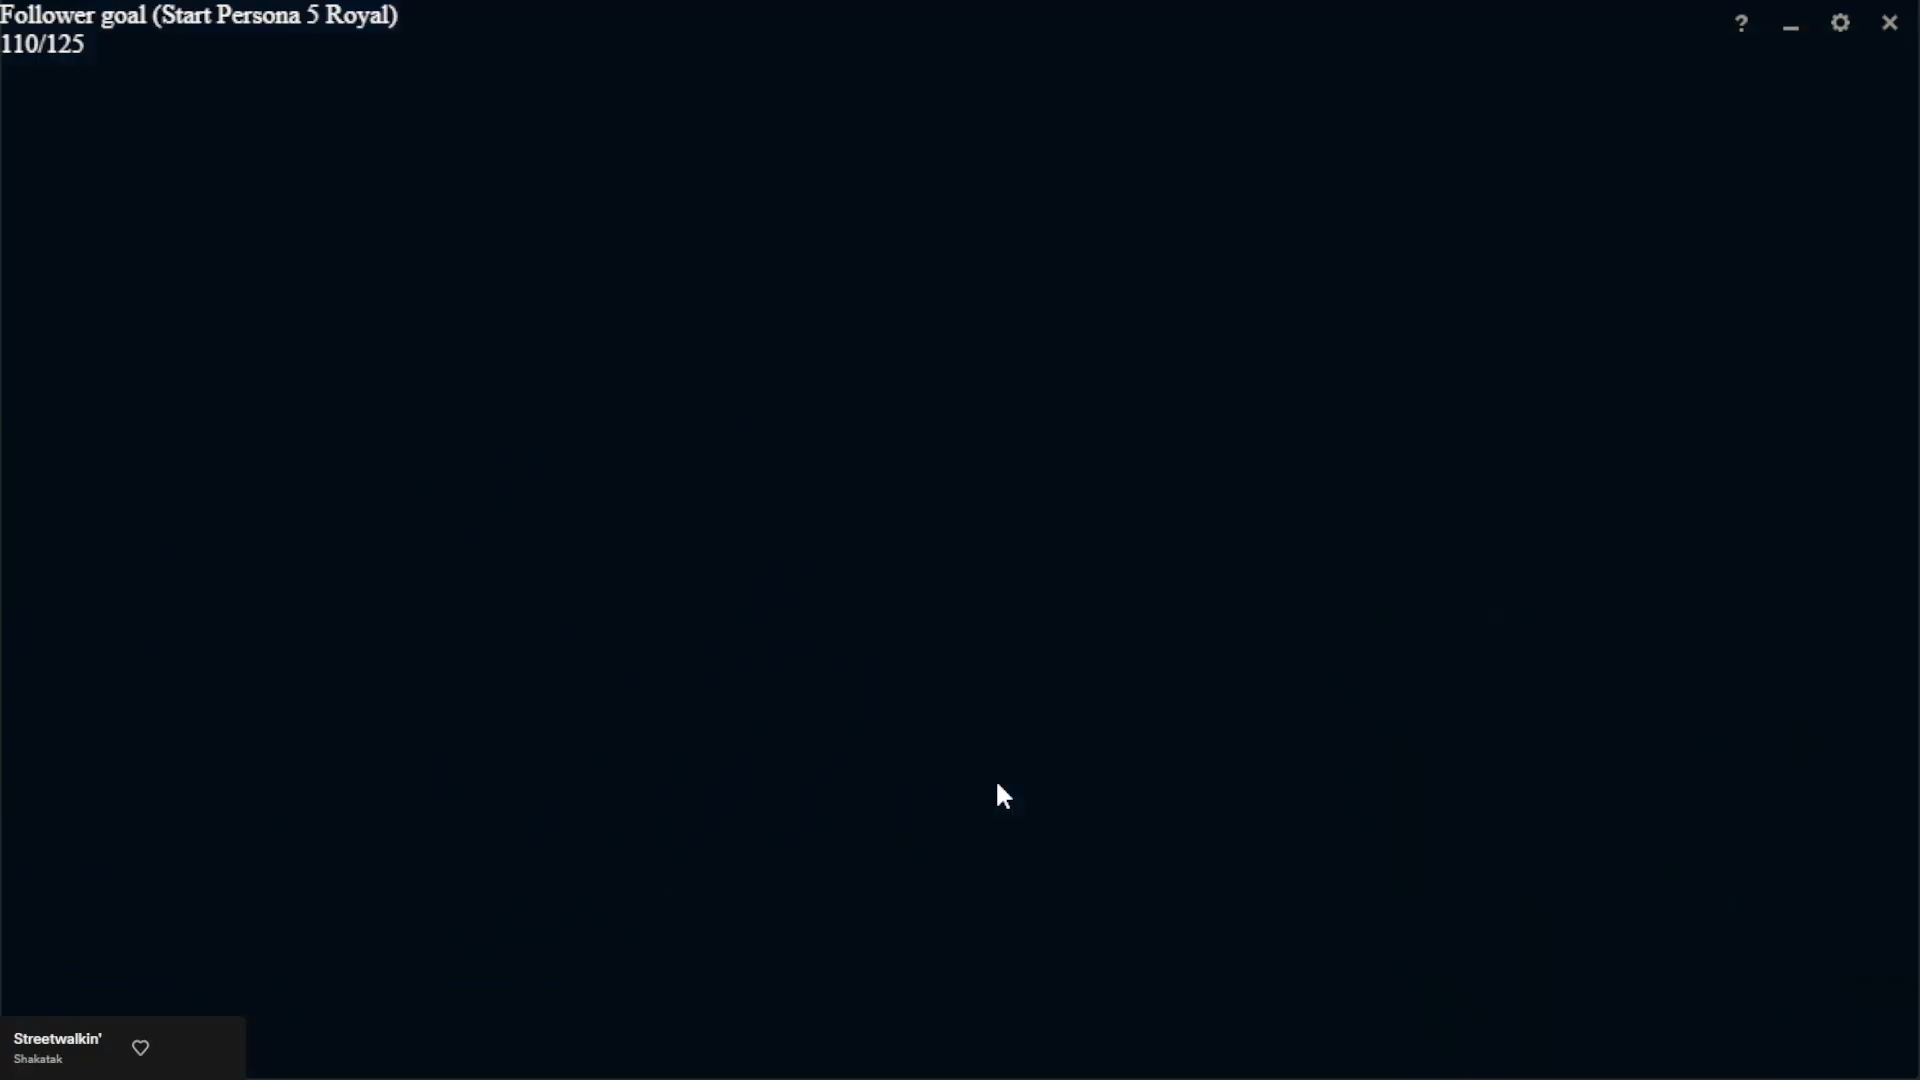 Follower goal (Start Persona 5 Royal)
110/125
?
Streetwalkin'
Shakatak